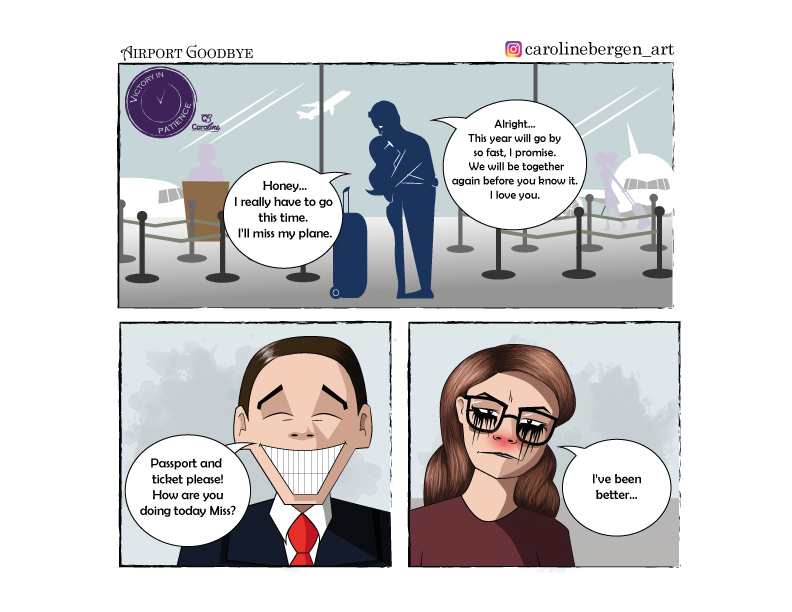 AIRPORT GOODBYE
carolinebergen_art
VICTORY IN
PATIENCE
CB
Caroline
Honey...
I really have to go
this time.
I'll miss my plane.
Alright...
This year will go by
so fast, I promise.
We will be together
again before you know it.
I love you.
Passport and
ticket please!
How are you
doing today Miss?
I've been
better...